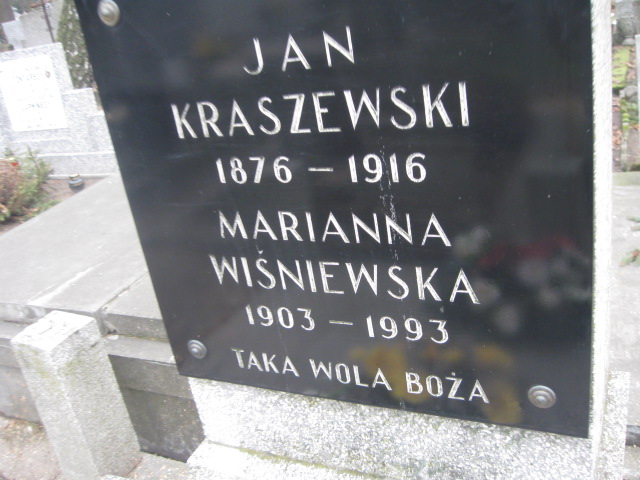 JAN
KRASZEWSKI
1876 – 1916
MARIANNA
WIŚNIEWSKA
1903 – 1993
TAKA WOLA BOŻA